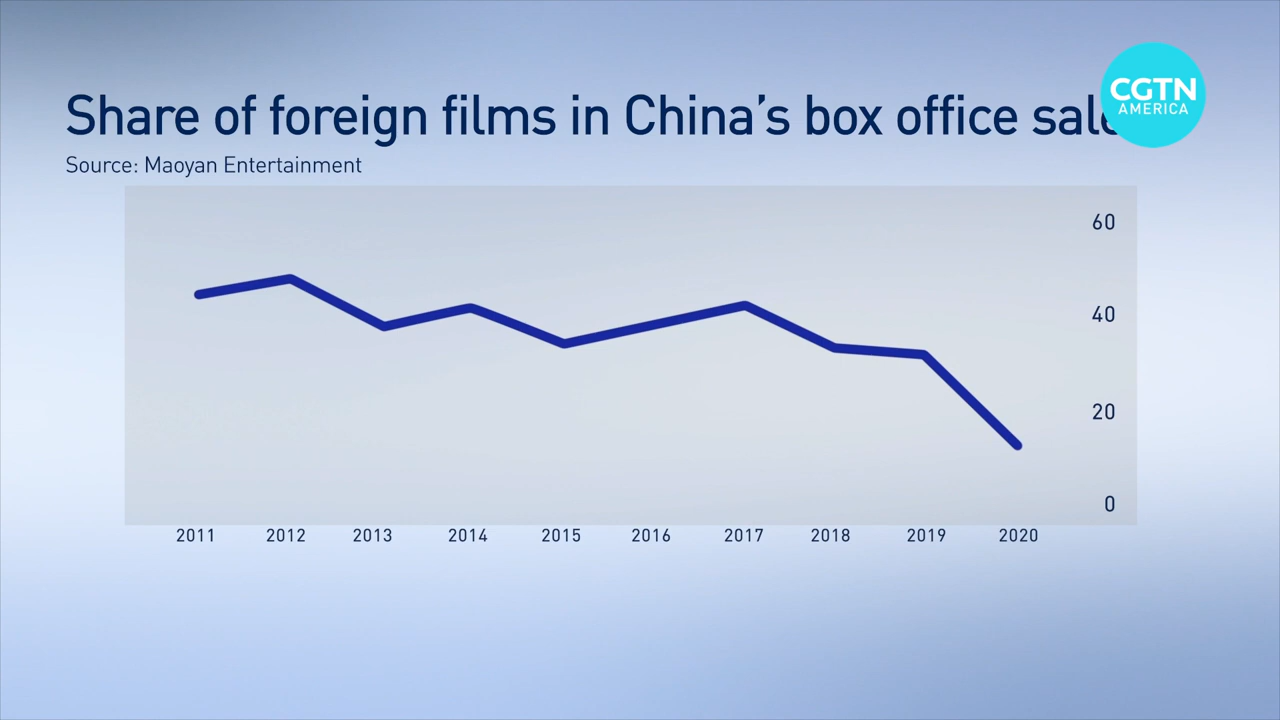 Share of foreign films in China's box office
CGTN
AMERICA
Source: Maoyan Entertainment
60
40
20
0
2011 2012 2013 2014 2015 2016 2017 2018 2019 2020